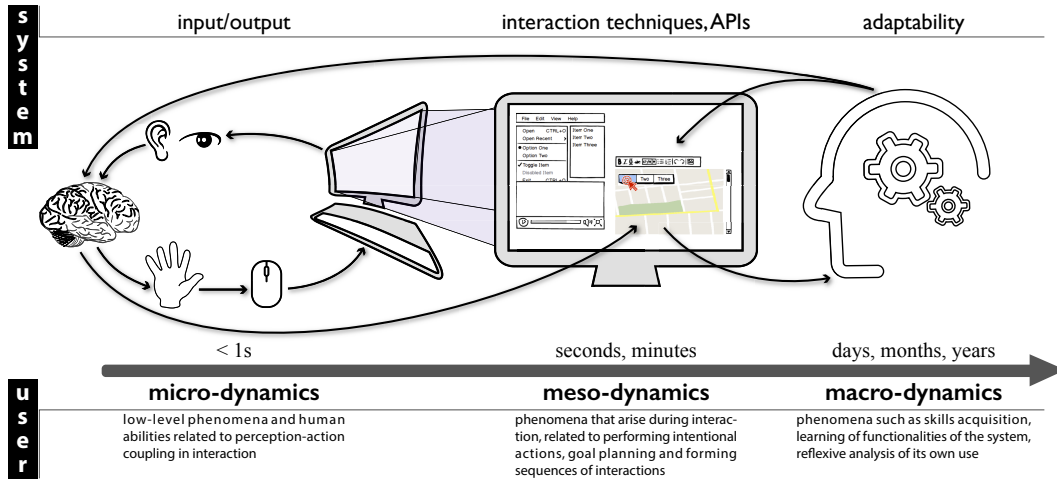 system
input/output
interaction techniques, APIs
adaptability
File Edit View Help
Open CTRL+O
Open Recent
Option One
Option Two
Toggle Item
Disabled Item
Exit CTRL+Q
Item One
Item Two
Item Three
Two Three
< 1s
seconds, minutes
days, months, years
user
micro-dynamics
meso-dynamics
macro-dynamics
low-level phenomena and human
abilities related to perception-action
coupling in interaction
phenomena that arise during interac-
tion, related to performing intentional
actions, goal planning and forming
sequences of interactions
phenomena such as skills acquisition,
learning of functionalities of the system,
reflexive analysis of its own use